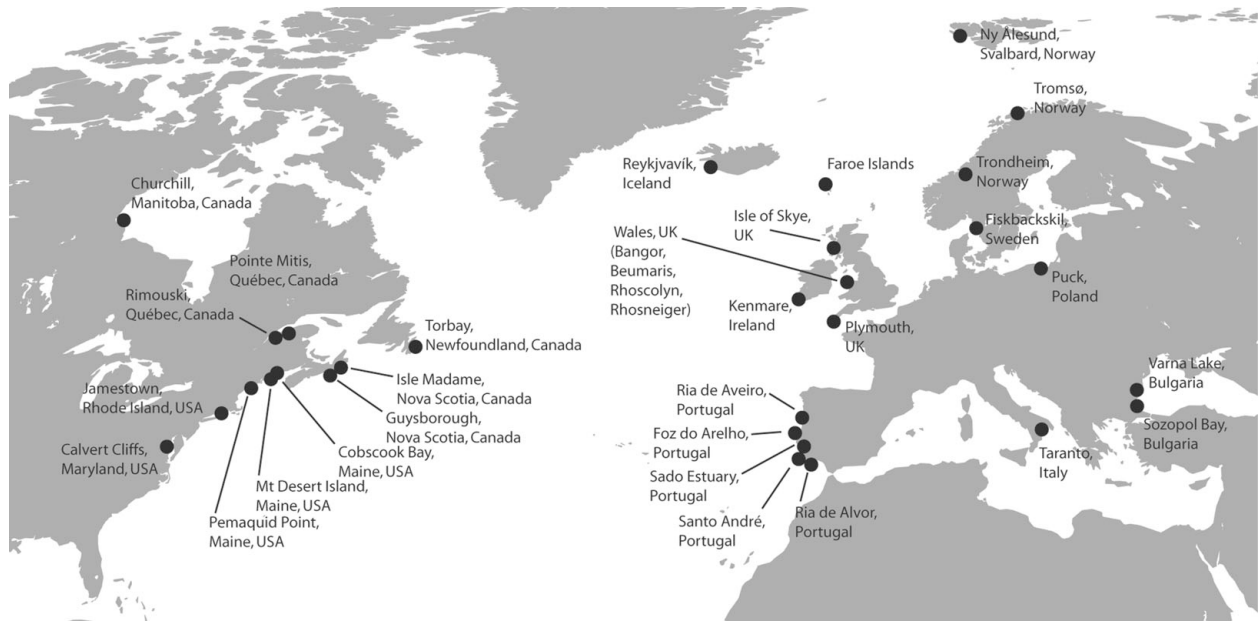 Ny Ålesund,
Svalbard, Norway
Tromsø,
Norway
Reykjvavík,
Iceland
Faroe Islands
Trondheim,
Norway
Churchill,
Manitoba, Canada
Isle of Skye,
UK
Fiskbackskil,
Sweden
Wales, UK
(Bangor,
Beumaris,
Rhoscolyn,
Rhosneiger)
Pointe Mitis,
Québec, Canada
Puck,
Poland
Rimouski,
Québec, Canada
Kenmare,
Ireland
Plymouth,
UK
Torbay,
Newfoundland, Canada
Varna Lake,
Bulgaria
Isle Madame,
Nova Scotia, Canada
Jamestown,
Rhode Island, USA
Ria de Aveiro,
Portugal
Guysborough,
Nova Scotia, Canada
Sozopol Bay,
Bulgaria
Foz do Arelho,
Portugal
Calvert Cliffs,
Maryland, USA
Cobscook Bay,
Maine, USA
Taranto,
Italy
Sado Estuary,
Portugal
Mt Desert Island,
Maine, USA
Santo André,
Portugal
Ria de Alvor,
Portugal
Pemaquid Point,
Maine, USA